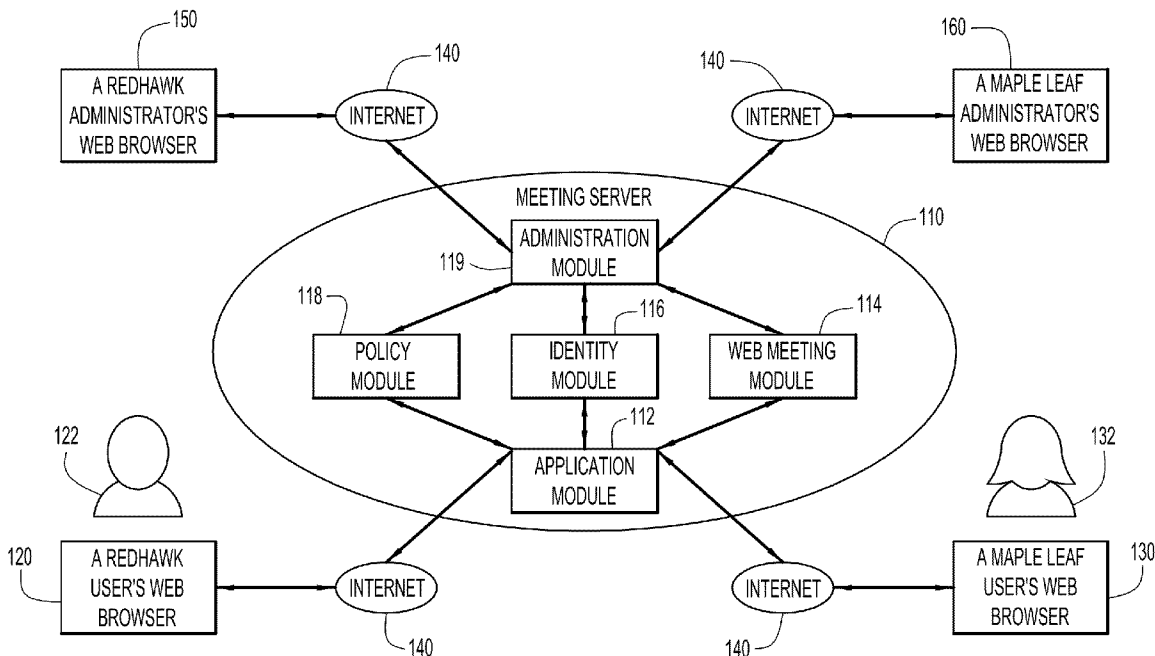 150
160
140
140
A REDHAWK
ADMINISTRATOR'S
WEB BROWSER
INTERNET
INTERNET
A MAPLE LEAF
ADMINISTRATOR'S
WEB BROWSER
MEETING SERVER
110
ADMINISTRATION
MODULE
119
118
116
114
POLICY
MODULE
IDENTITY
MODULE
WEB MEETING
MODULE
112
122
132
APPLICATION
MODULE
120
A REDHAWK
USER'S WEB
BROWSER
INTERNET
140
INTERNET
140
A MAPLE LEAF
USER'S WEB
BROWSER
130